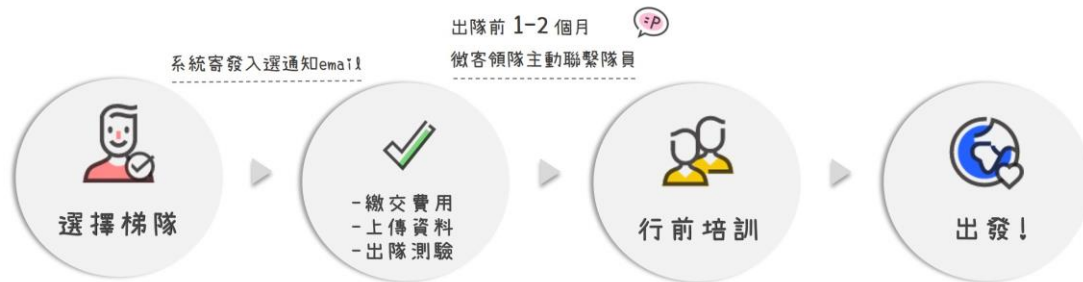 出隊前 1-2 個月
:P
微客領隊主動聯繫隊員
系統寄發入選通知email
選擇梯隊
-繳交費用
-上傳資料
-出隊測驗
行前培訓
出發!